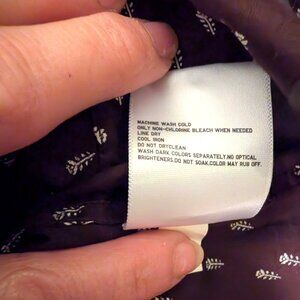 MACHINE WASH COLD
ONLY NON-CHLORINE BLEACH WHEN NEEDED
LINE DRY
COOL IRON
DO NOT DRYCLEAN
WASH DARK COLORS SEPARATELY.NO OPTICAL
BRIGHTENERS.DO NOT SOAK.COLOR MAY RUB OFF.